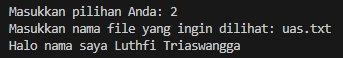 Masukkan pilihan Anda: 2
Masukkan nama file yang ingin dilihat: uas.txt
Halo nama saya Luthfi Triaswangga